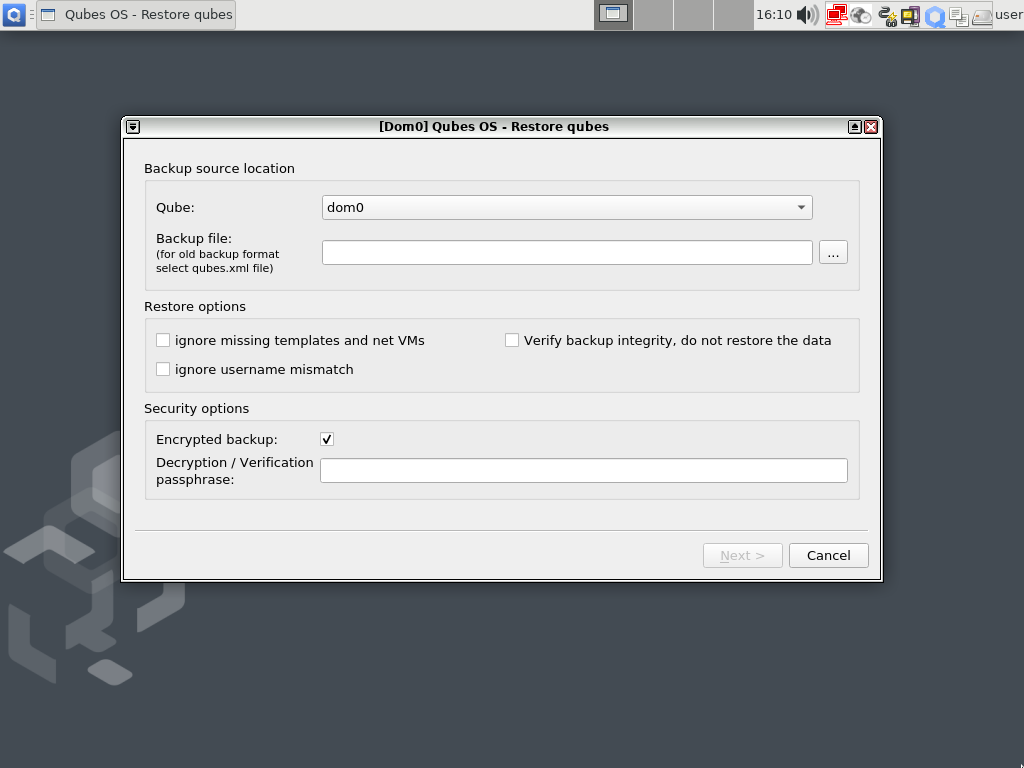 Qubes OS - Restore qubes
16:10
user
[Dom0] Qubes OS - Restore qubes
Backup source location
Qube:
dom0
Backup file:
(for old backup format
select qubes.xml file)
...
Restore options
ignore missing templates and net VMs
Verify backup integrity, do not restore the data
ignore username mismatch
Security options
Encrypted backup:
Decryption / Verification
passphrase:
Next >
Cancel